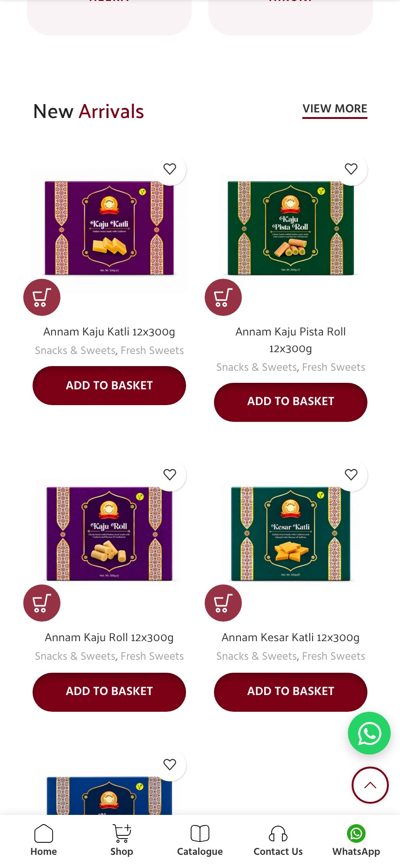 New Arrivals
VIEW MORE
Kaju Katli
Kaju
Pista Roll
Annam Kaju Katli 12x300g
Snacks & Sweets, Fresh Sweets
ADD TO BASKET
Annam Kaju Pista Roll
12x300g
Snacks & Sweets, Fresh Sweets
ADD TO BASKET
Kaju Roll
Kesar Katli
Annam Kaju Roll 12x300g
Snacks & Sweets, Fresh Sweets
ADD TO BASKET
Annam Kesar Katli 12x300g
Snacks & Sweets, Fresh Sweets
ADD TO BASKET
Home
Shop
Catalogue
Contact Us
WhatsApp